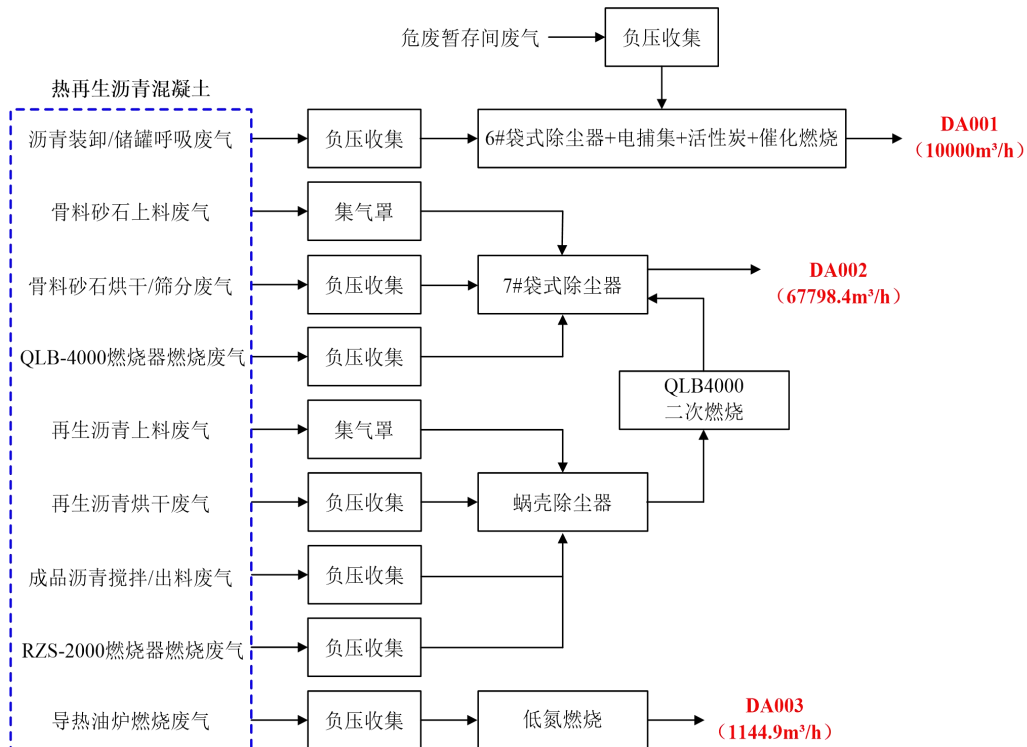 危废暂存间废气
负压收集
热再生沥青混凝土
沥青装卸/储罐呼吸废气
负压收集
6#袋式除尘器+电捕集+活性炭+催化燃烧
DA001
（10000m³/h）
骨料砂石上料废气
集气罩
骨料砂石烘干/筛分废气
负压收集
7#袋式除尘器
DA002
（67798.4m³/h）
QLB-4000燃烧器燃烧废气
负压收集
QLB4000
二次燃烧
再生沥青上料废气
集气罩
再生沥青烘干废气
负压收集
蜗壳除尘器
成品沥青搅拌/出料废气
负压收集
RZS-2000燃烧器燃烧废气
负压收集
导热油炉燃烧废气
负压收集
低氮燃烧
DA003
（1144.9m³/h）